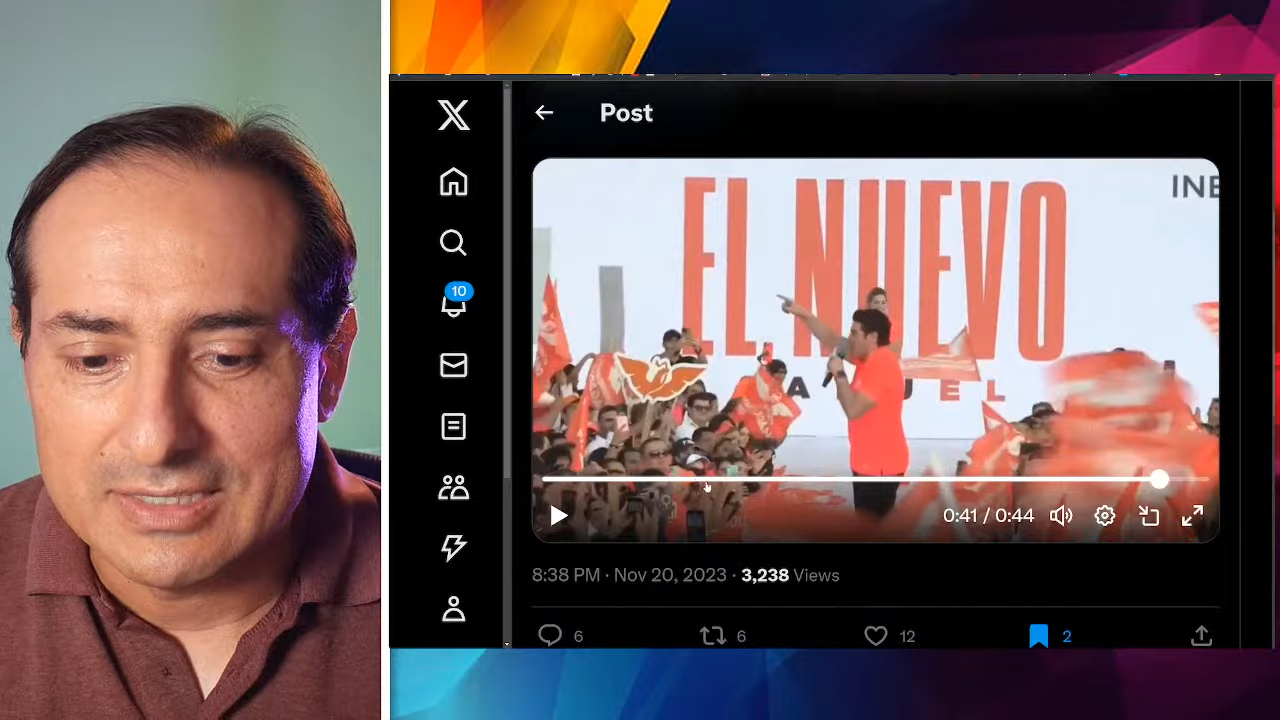 Post
EL NUEVO
INE
A UEL
10
0:41 / 0:44
8:38 PM · Nov 20, 2023 · 3,238 Views
6 6 12 2